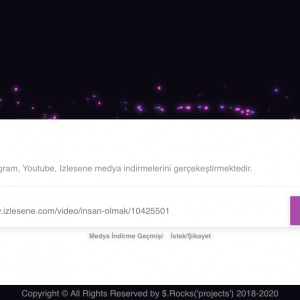 gram, Youtube, Izlesene medya indirmelerini gerçekeştirmektedir.
.izlesene.com/video/insan-olmak/10425501
Medya İndirme Geçmişi İstek/Şikayet
Copyright © All Rights Reserved by $.Rocks('projects') 2018-2020